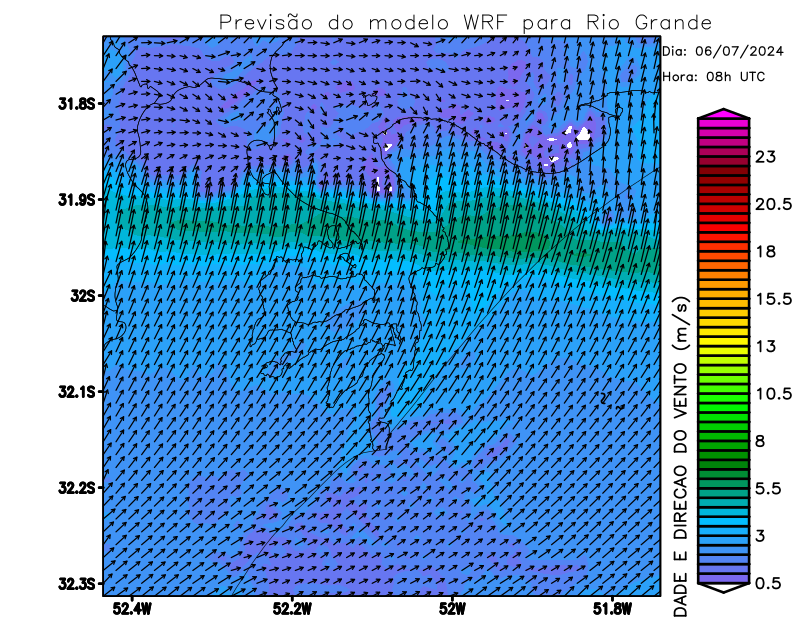 Previsão do modelo WRF para Rio Grande
Dia: 06/07/2024
Hora: 08h UTC
31.8S
31.9S
32S
32.1S
32.2S
32.3S
52.4W
52.2W
52W
51.8W
DADE E DIRECAO DO VENTO (m/s)
23
20.5
18
15.5
13
10.5
8
5.5
3
0.5